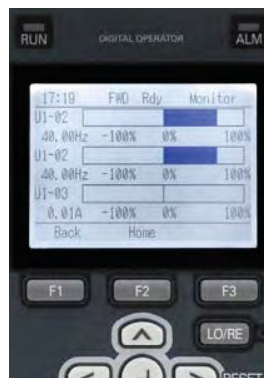 RUN DIGITAL OPERATOR ALM
17:19 FWD Rdy Monitor
U1-02
40.00Hz -100% 0% 100%
U1-02
40.00Hz -100% 0% 100%
U1-03
0.01A -100% 0% 100%
Back Home
F1 F2 F3
LO/RE
RESET